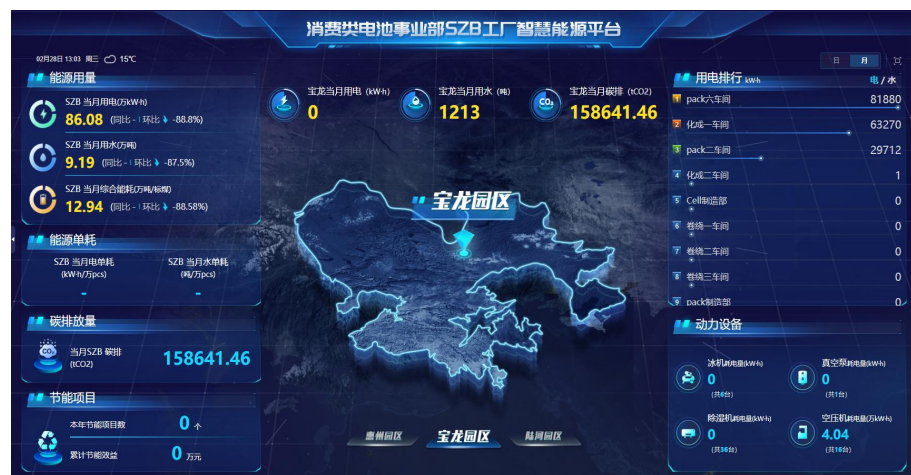 消费类电池事业部SZB工厂智慧能源平台
02月28日 13:03 周三 15℃
日 月
能源用量
SZB 当月用电(万kW·h)
86.08 (同比 - 环比 -88.8%)
SZB 当月用水(万吨)
9.19 (同比 - 环比 -87.5%)
SZB 当月综合能耗(万吨/标煤)
12.94 (同比 - 环比 -88.58%)
能源单耗
SZB 当月电单耗
(kW·h/万pcs)
-
SZB 当月水单耗
(吨/万pcs)
-
碳排放量
当月SZB 碳排
(tCO2)
158641.46
节能项目
本年节能项目数 0 个
累计节能效益 0 万元
宝龙当月用电 (kW·h)
0
宝龙当月用水 (吨)
1213
CO₂
宝龙当月碳排 (tCO2)
158641.46
宝龙园区
惠州园区 宝龙园区 陆河园区
用电排行 kW·h 电 / 水
1 pack六车间 81880
2 化成一车间 63270
3 pack二车间 29712
4 化成二车间 1
5 Cell制造部 0
6 卷绕一车间 0
7 卷绕二车间 0
8 卷绕三车间 0
9 pack制造部 0
动力设备
冰机耗电量(kW·h)
0
(共6台)
真空泵耗电量(kW·h)
0
(共1台)
除湿机耗电量(kW·h)
0
(共36台)
空压机耗电量(万kW·h)
4.04
(共16台)